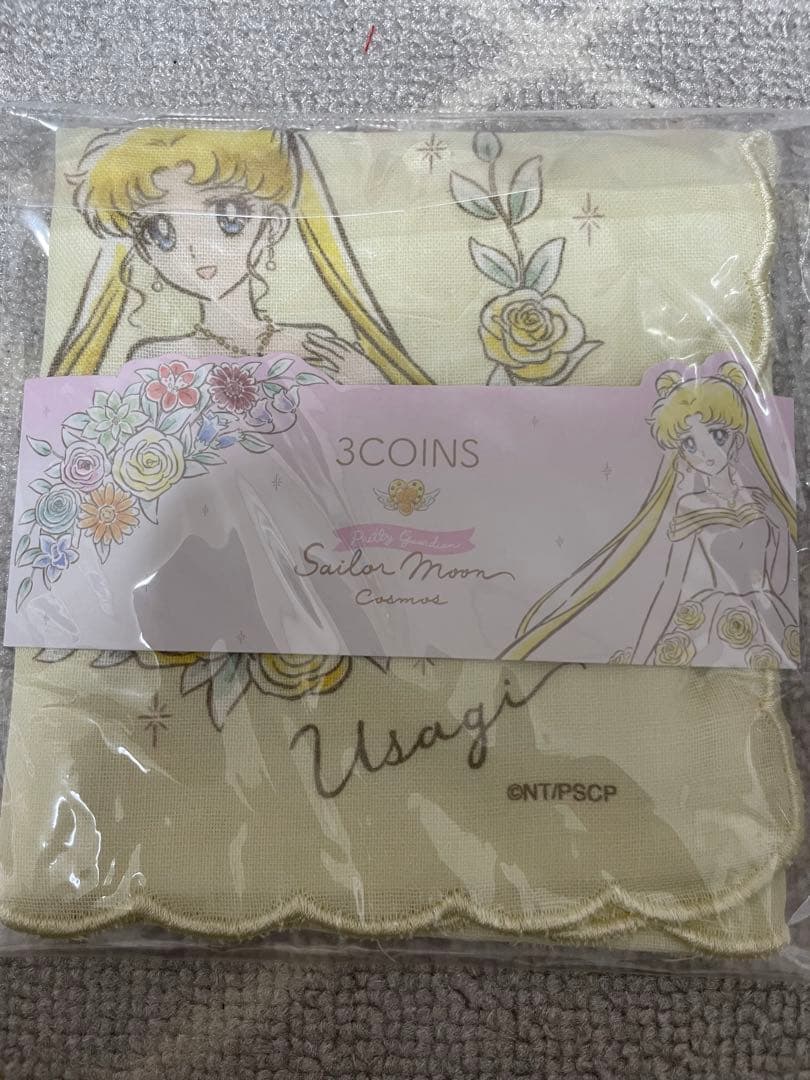 3COINS
Pretty Guardian
Sailor Moon
Cosmos
Usagi
©NT/PSCP